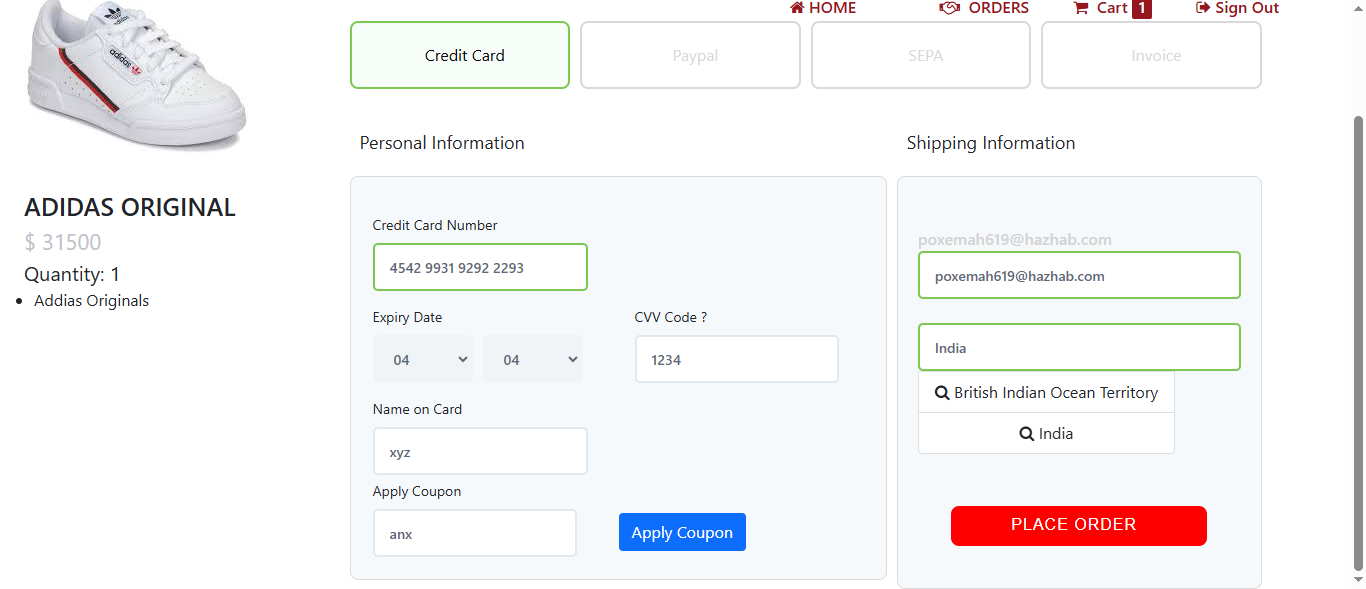 HOME ORDERS Cart 1 Sign Out
Credit Card Paypal SEPA Invoice
adidas
adidas
ADIDAS ORIGINAL
$ 31500
Quantity: 1
Addias Originals
Personal Information
Credit Card Number
4542 9931 9292 2293
Expiry Date
04 04
CVV Code ?
1234
Name on Card
xyz
Apply Coupon
anx
Apply Coupon
Shipping Information
poxemah619@hazhab.com
poxemah619@hazhab.com
India
British Indian Ocean Territory
India
PLACE ORDER